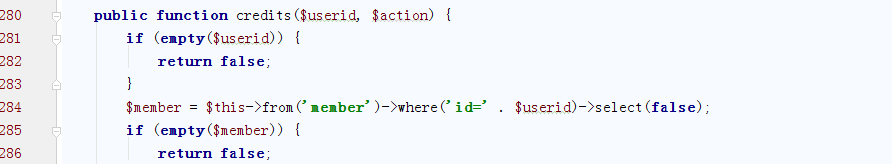 280 public function credits($userid, $action) {
281 if (empty($userid)) {
282 return false;
283 }
284 $member = $this->from('member')->where('id=' . $userid)->select(false);
285 if (empty($member)) {
286 return false;